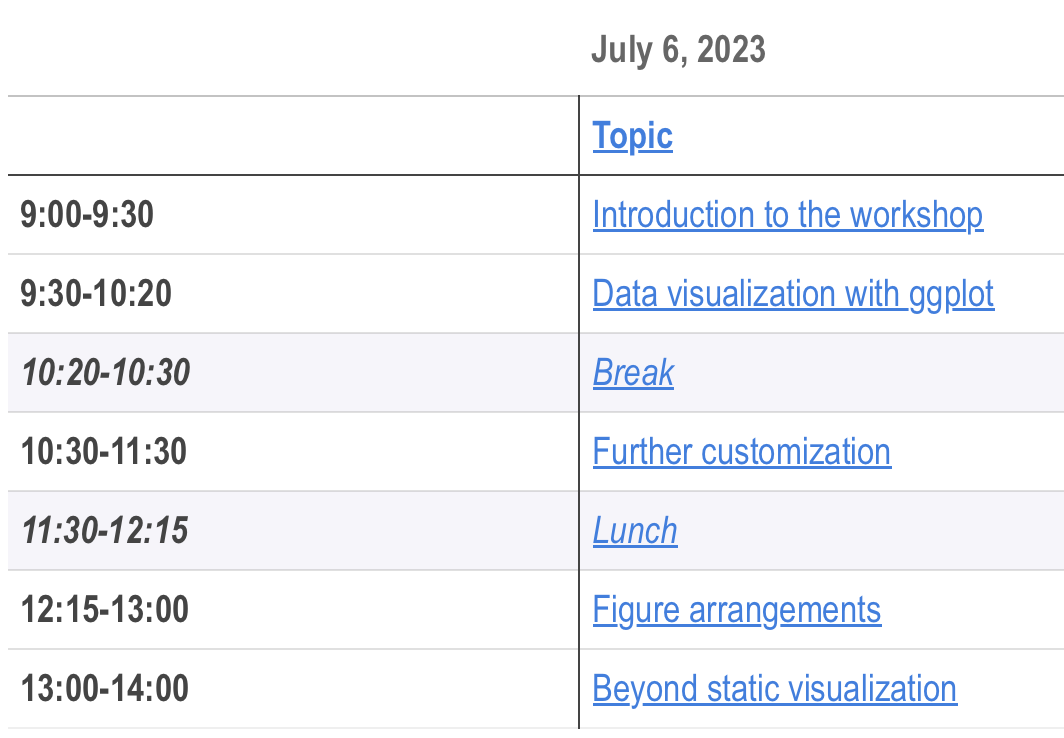 July 6, 2023
Topic
9:00-9:30 Introduction to the workshop
9:30-10:20 Data visualization with ggplot
10:20-10:30 Break
10:30-11:30 Further customization
11:30-12:15 Lunch
12:15-13:00 Figure arrangements
13:00-14:00 Beyond static visualization